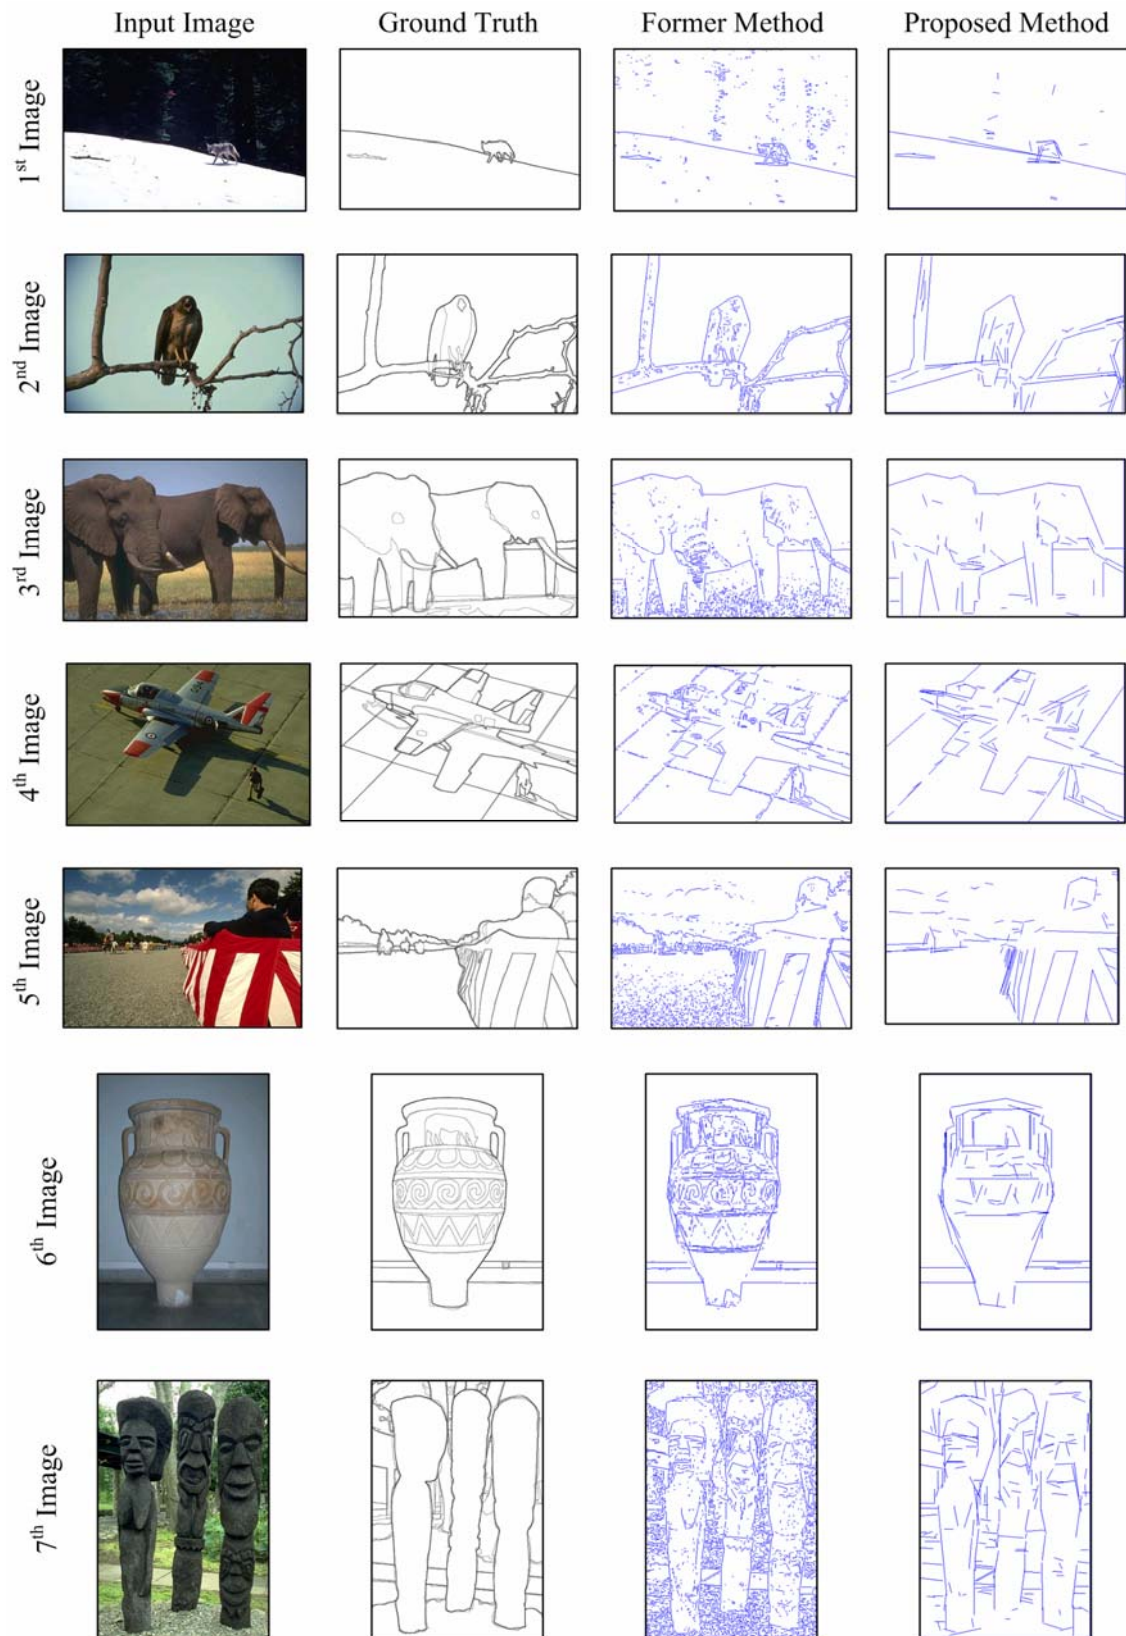 Input Image Ground Truth Former Method Proposed Method
1st Image
2nd Image
3rd Image
4th Image
5th Image
6th Image
7th Image